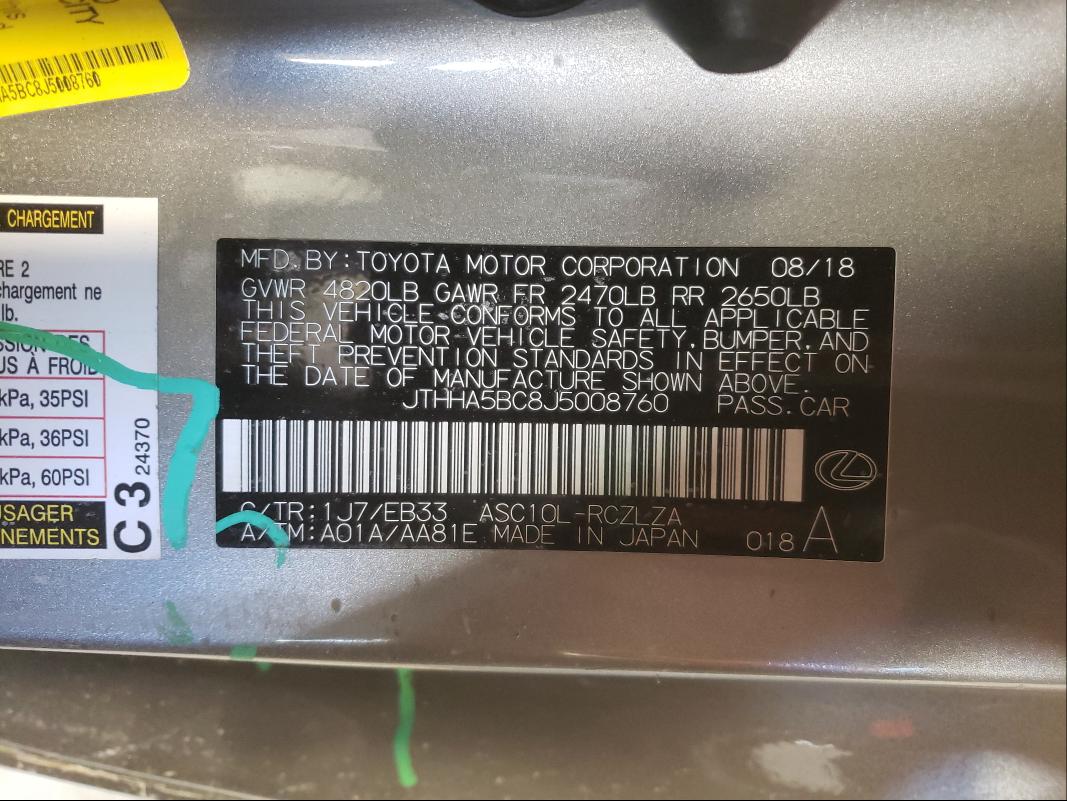 CITY
A5BC8J5008760
CHARGEMENT
RE 2
chargement ne
lb.
US À FROID
kPa, 35PSI
kPa, 36PSI
kPa, 60PSI
USAGER
NEMENTS
C3 24370
MFD. BY: TOYOTA MOTOR CORPORATION 08/18
GVWR 4820LB GAWR FR 2470LB RR 2650LB
THIS VEHICLE CONFORMS TO ALL APPLICABLE
FEDERAL MOTOR VEHICLE SAFETY, BUMPER, AND
THEFT PREVENTION STANDARDS IN EFFECT ON
THE DATE OF MANUFACTURE SHOWN ABOVE.
JTHHA5BC8J5008760 PASS. CAR
C/TR: 1J7/EB33 ASC10L-RCZLZA
A/TM: A01A/AA81E MADE IN JAPAN 018 A